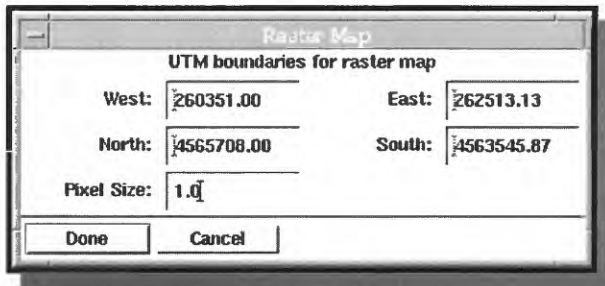 Raster Map
UTM boundaries for raster map
West: 260351.00 East: 262513.13
North: 4565708.00 South: 4563545.87
Pixel Size: 1.0
Done Cancel